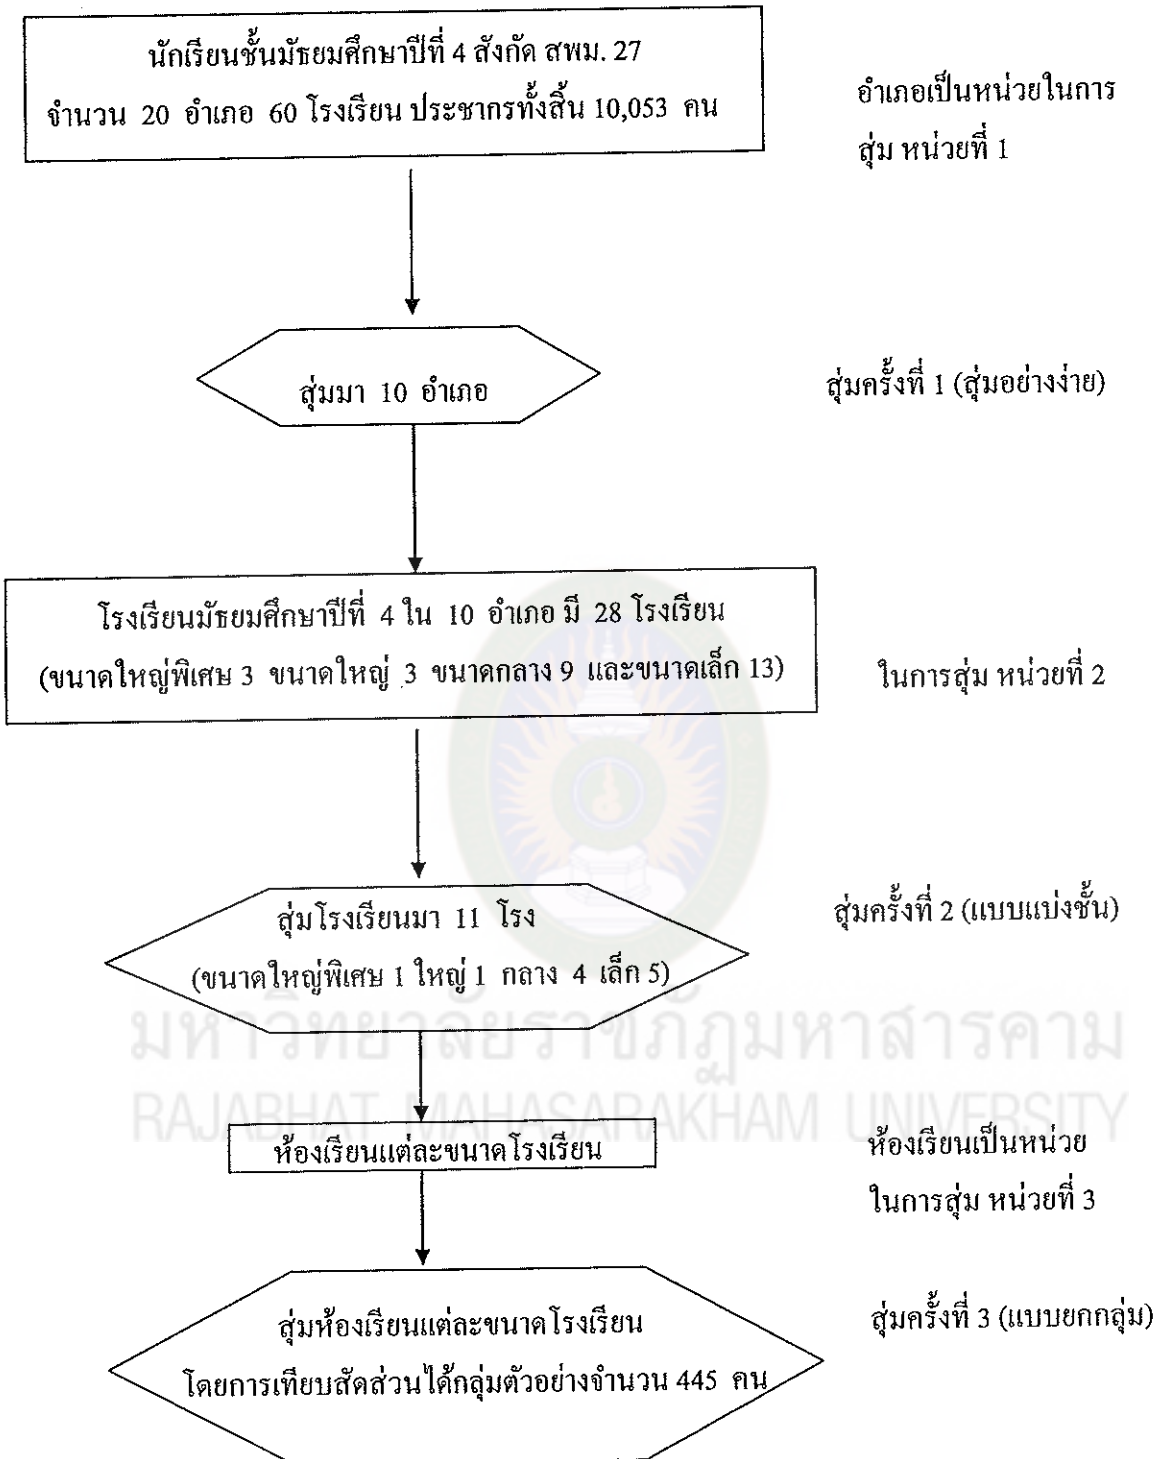 นักเรียนชั้นมัธยมศึกษาปีที่ 4 สังกัด สพม. 27
จำนวน 20 อำเภอ 60 โรงเรียน ประชากรทั้งสิ้น 10,053 คน
อำเภอเป็นหน่วยในการ
สุ่ม หน่วยที่ 1
สุ่มมา 10 อำเภอ
สุ่มครั้งที่ 1 (สุ่มอย่างง่าย)
โรงเรียนมัธยมศึกษาปีที่ 4 ใน 10 อำเภอ มี 28 โรงเรียน
(ขนาดใหญ่พิเศษ 3 ขนาดใหญ่ 3 ขนาดกลาง 9 และขนาดเล็ก 13)
ในการสุ่ม หน่วยที่ 2
สุ่มโรงเรียนมา 11 โรง
(ขนาดใหญ่พิเศษ 1 ใหญ่ 1 กลาง 4 เล็ก 5)
สุ่มครั้งที่ 2 (แบบแบ่งชั้น)
มหาวิทยาลัยราชภัฏมหาสารคาม
RAJABHAT MAHASARAKHAM UNIVERSITY
ห้องเรียนแต่ละขนาดโรงเรียน
ห้องเรียนเป็นหน่วย
ในการสุ่ม หน่วยที่ 3
สุ่มห้องเรียนแต่ละขนาดโรงเรียน
โดยการเทียบสัดส่วนได้กลุ่มตัวอย่างจำนวน 445 คน
สุ่มครั้งที่ 3 (แบบยกกลุ่ม)